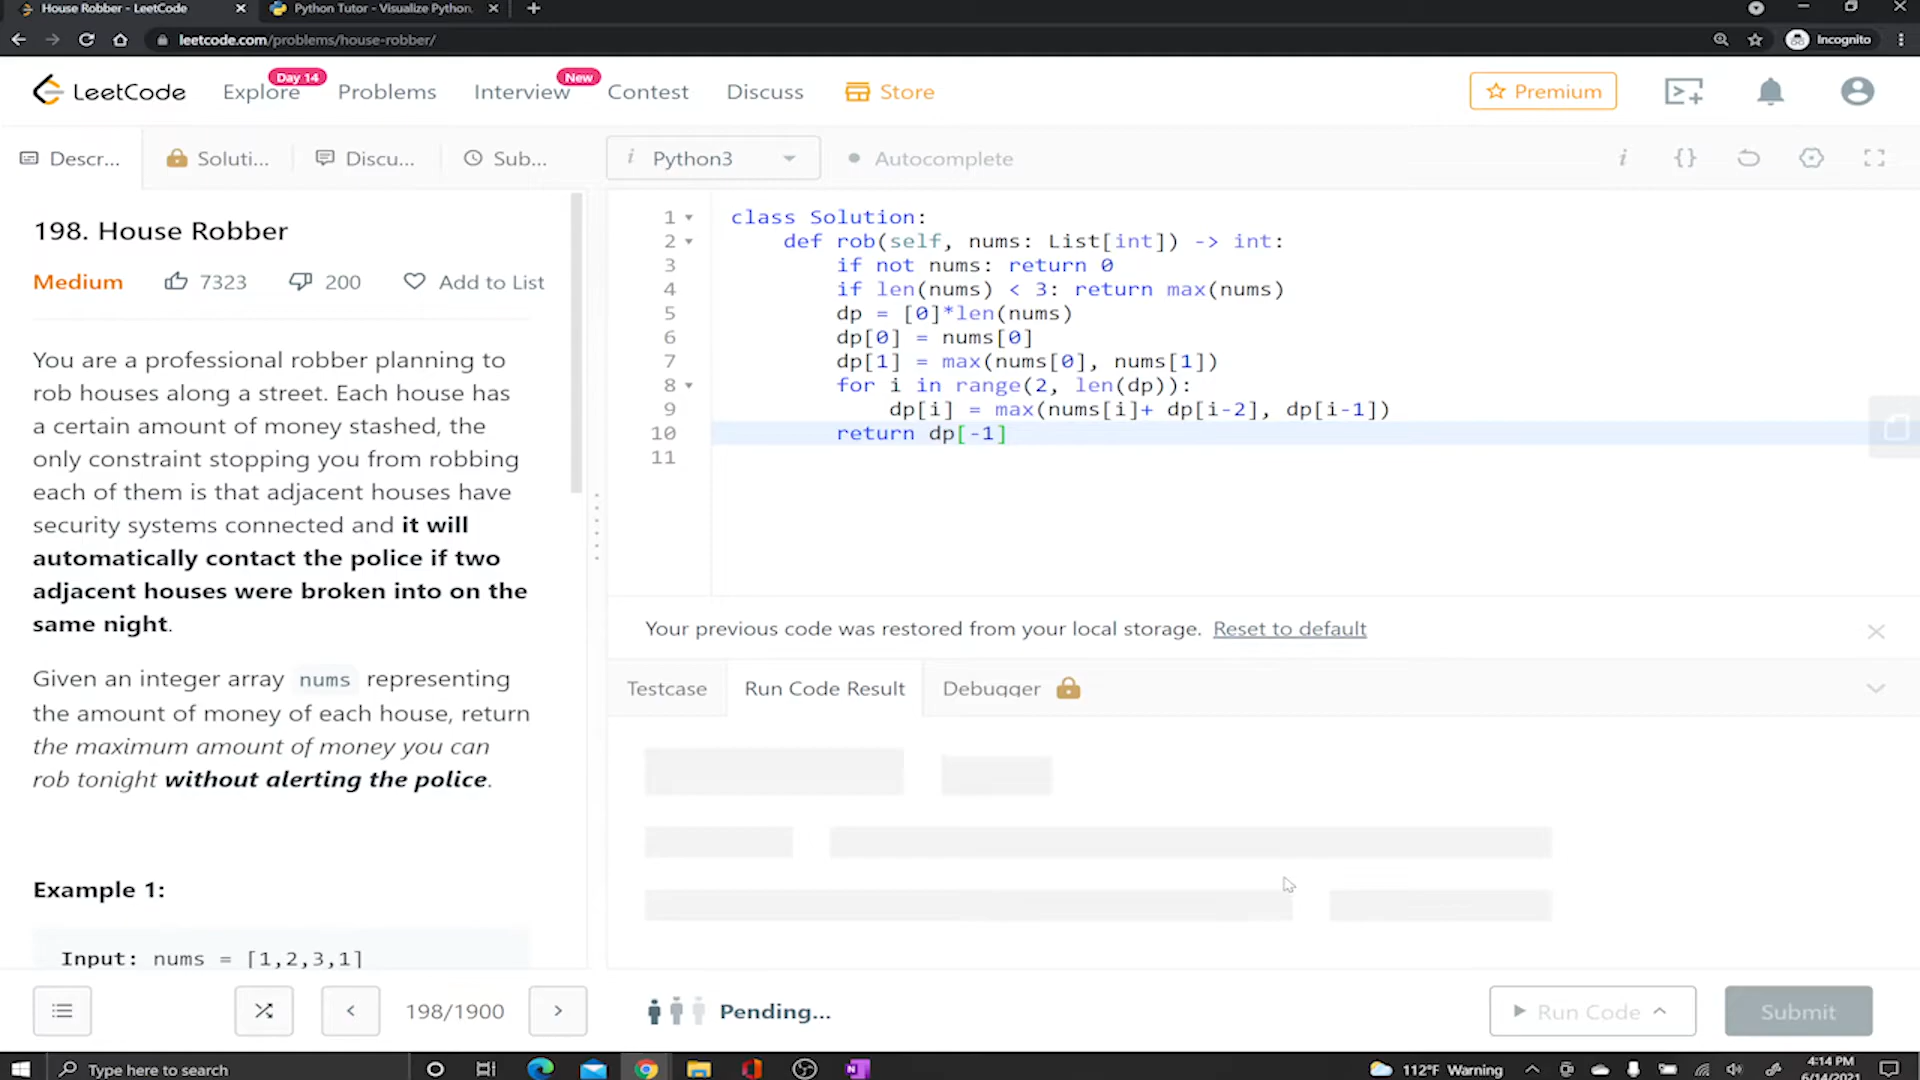 House Robber - LeetCode
Python Tutor - Visualize Python
leetcode.com/problems/house-robber/
Incognito
LeetCode
Explore
Day 14
Problems
Interview
New
Contest
Discuss
Store
Premium
Descr...
Soluti...
Discu...
Sub...
i Python3
Autocomplete
i {}
198. House Robber
Medium
7323
200
Add to List
You are a professional robber planning to
rob houses along a street. Each house has
a certain amount of money stashed, the
only constraint stopping you from robbing
each of them is that adjacent houses have
security systems connected and it will
automatically contact the police if two
adjacent houses were broken into on the
same night.
Given an integer array nums representing
the amount of money of each house, return
the maximum amount of money you can
rob tonight without alerting the police.
Example 1:
Input: nums = [1,2,3,1]
198/1900
1 class Solution:
2 def rob(self, nums: List[int]) -> int:
3 if not nums: return 0
4 if len(nums) < 3: return max(nums)
5 dp = [0]*len(nums)
6 dp[0] = nums[0]
7 dp[1] = max(nums[0], nums[1])
8 for i in range(2, len(dp)):
9 dp[i] = max(nums[i]+ dp[i-2], dp[i-1])
10 return dp[-1]
11
Your previous code was restored from your local storage. Reset to default
Testcase
Run Code Result
Debugger
Pending...
Run Code
Submit
Type here to search
112°F Warning
4:14 PM
6/14/2021